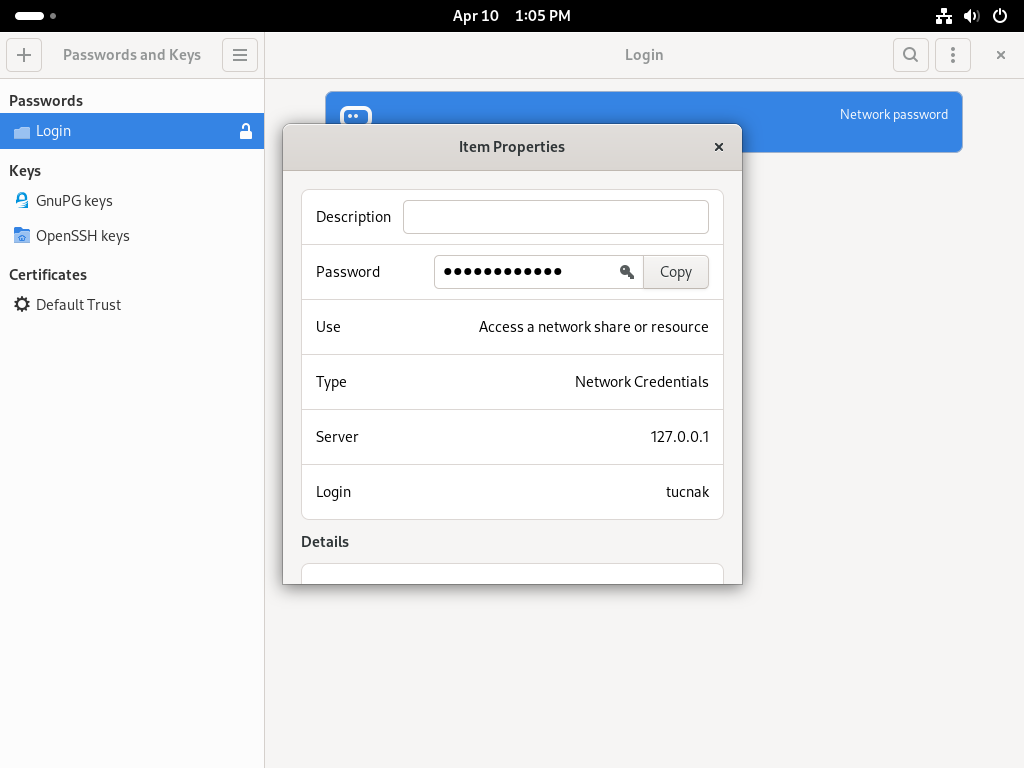 Apr 10 1:05 PM
Passwords and Keys
Login
Passwords
Login
Keys
GnuPG keys
OpenSSH keys
Certificates
Default Trust
Network password
Item Properties
Description
Password ●●●●●●●●●●●● Copy
Use Access a network share or resource
Type Network Credentials
Server 127.0.0.1
Login tucnak
Details